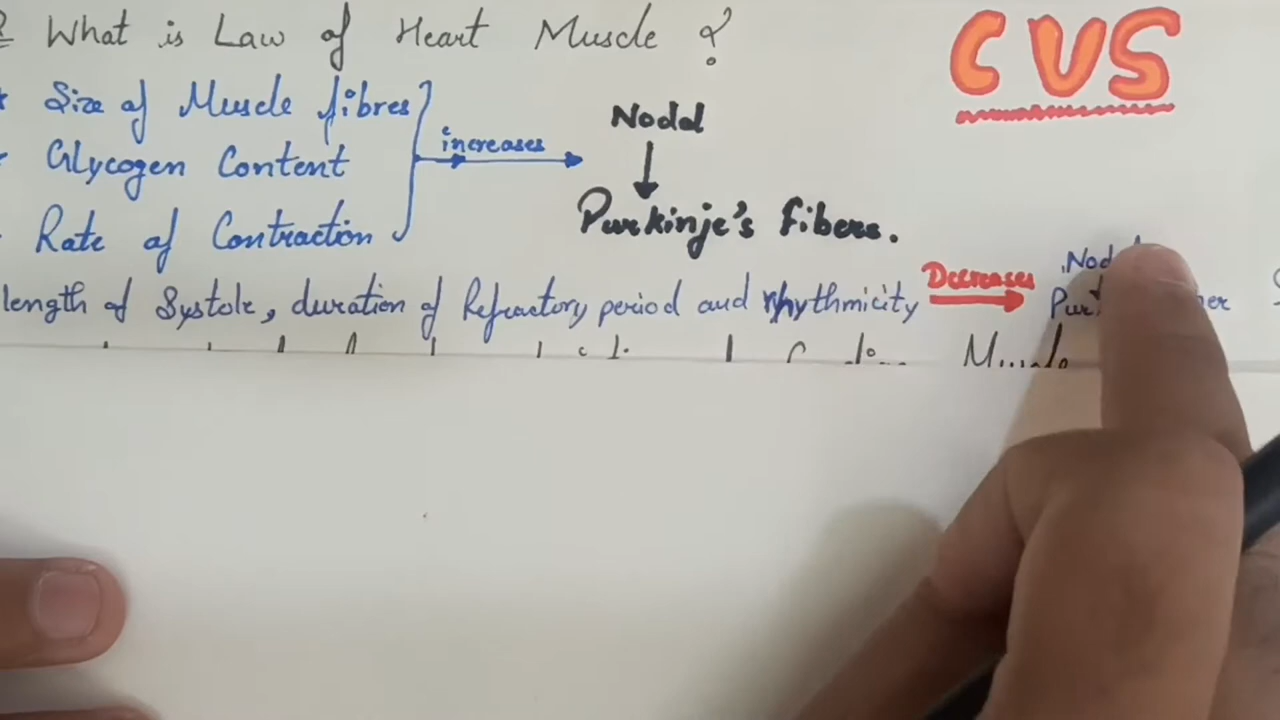 What is Law of Heart Muscle ?
CVS
Size of Muscle fibres
Glycogen Content
Rate of Contraction
increases
Nodal
Purkinje's Fibers.
length of Systole, duration of Refractory period and rhythmicity
Decreases